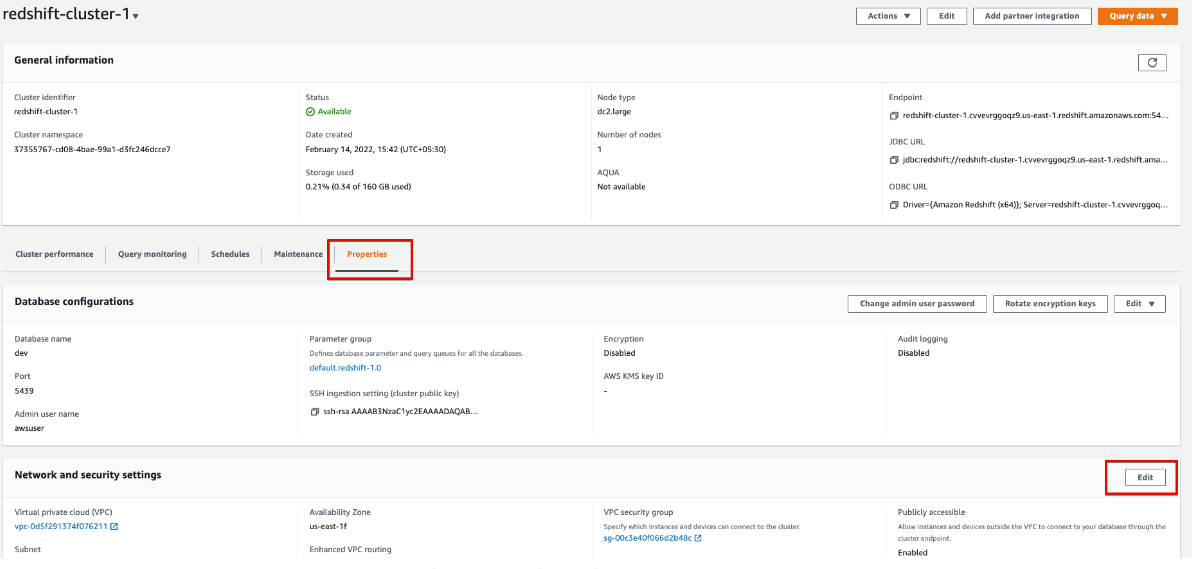 redshift-cluster-1
Actions
Edit
Add partner integration
Query data
General information
Cluster identifier
redshift-cluster-1
Cluster namespace
37355767-cd08-4bae-99a1-d3fc246dcce7
Status
Available
Date created
February 14, 2022, 15:42 (UTC+05:30)
Storage used
0.21% (0.34 of 160 GB used)
Node type
dc2.large
Number of nodes
1
AQUA
Not available
Endpoint
redshift-cluster-1.cvvevrggoqz9.us-east-1.redshift.amazonaws.com:54...
JDBC URL
jdbc:redshift://redshift-cluster-1.cvvevrggoqz9.us-east-1.redshift.ama...
ODBC URL
Driver={Amazon Redshift (x64)}; Server=redshift-cluster-1.cvvevrggoq...
Cluster performance
Query monitoring
Schedules
Maintenance
Properties
Database configurations
Change admin user password
Rotate encryption keys
Edit
Database name
dev
Port
5439
Admin user name
awsuser
Parameter group
Defines database parameter and query queues for all the databases.
default.redshift-1.0
SSH ingestion setting (cluster public key)
ssh-rsa AAAAB3NzaC1yc2EAAAADAQAB...
Encryption
Disabled
AWS KMS key ID
-
Audit logging
Disabled
Network and security settings
Edit
Virtual private cloud (VPC)
vpc-0d5f291374f076211
Subnet
Availability Zone
us-east-1f
Enhanced VPC routing
VPC security group
Specify which instances and devices can connect to the cluster.
sg-00c3e40f066d2b48c
Publicly accessible
Allow instances and devices outside the VPC to connect to your database through the
cluster endpoint.
Enabled